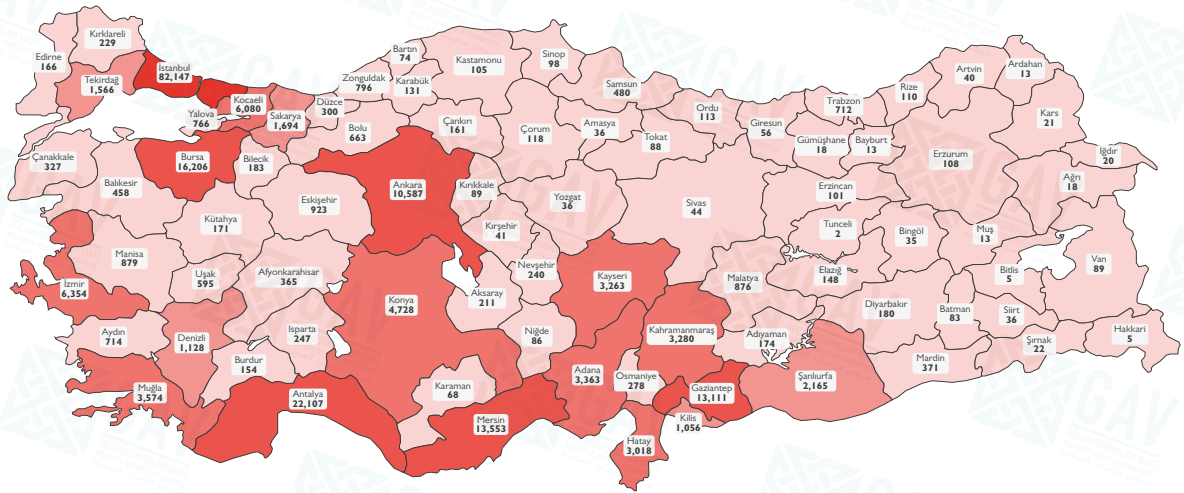 Kırklareli
229
Edirne
166
Tekirdağ
1,566
İstanbul
82,147
Kocaeli
6,080
Yalova
766
Sakarya
1,694
Düzce
300
Zonguldak
796
Bartın
74
Karabük
131
Kastamonu
105
Sinop
98
Samsun
480
Ordu
113
Giresun
56
Trabzon
712
Rize
110
Artvin
40
Ardahan
13
Kars
21
Iğdır
20
Bolu
663
Çankırı
161
Çorum
118
Amasya
36
Tokat
88
Gümüşhane
18
Bayburt
13
Erzurum
108
Ağrı
18
Çanakkale
327
Balıkesir
458
Bursa
16,206
Bilecik
183
Eskişehir
923
Ankara
10,587
Kırıkkale
89
Yozgat
36
Sivas
44
Erzincan
101
Tunceli
2
Bingöl
35
Muş
13
Van
89
Kütahya
171
Kırşehir
41
Manisa
879
Uşak
595
Afyonkarahisar
365
Nevşehir
240
Kayseri
3,263
Malatya
876
Elazığ
148
Bitlis
5
İzmir
6,354
Konya
4,728
Aksaray
211
Diyarbakır
180
Batman
83
Siirt
36
Hakkari
5
Aydın
714
Denizli
1,128
Isparta
247
Niğde
86
Kahramanmaraş
3,280
Adıyaman
174
Şırnak
22
Mardin
371
Burdur
154
Muğla
3,574
Antalya
22,107
Karaman
68
Mersin
13,553
Adana
3,363
Osmaniye
278
Gaziantep
13,111
Şanlıurfa
2,165
Kilis
1,056
Hatay
3,018